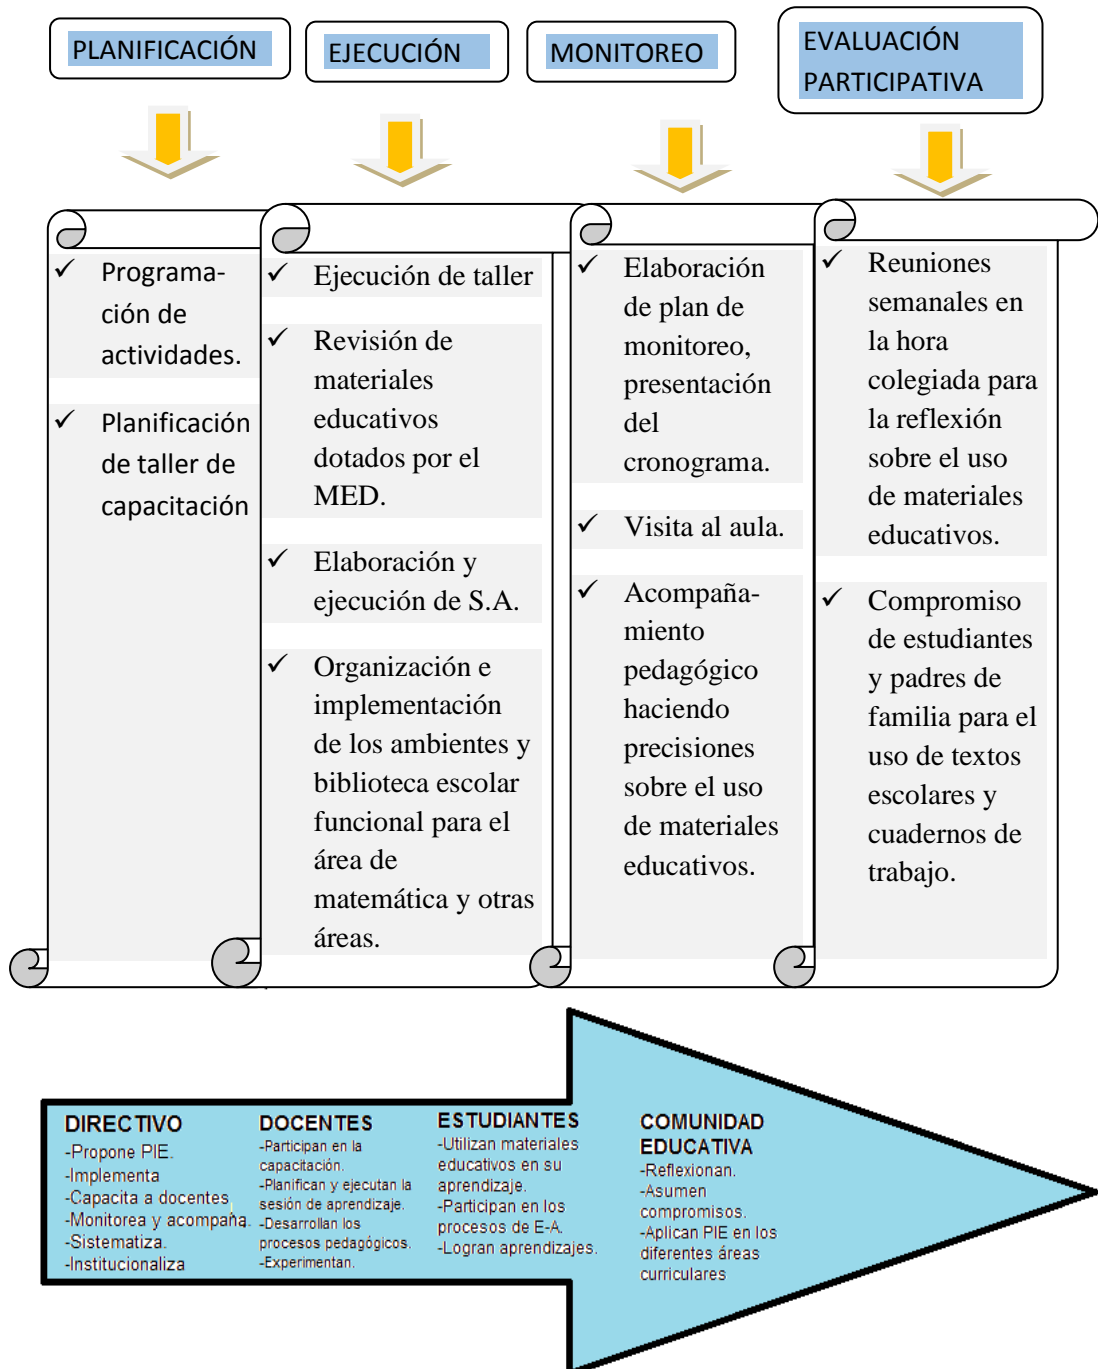 PLANIFICACIÓN
EJECUCIÓN
MONITOREO
EVALUACIÓN
PARTICIPATIVA
✓ Programa-
ción de
actividades.
✓ Planificación
de taller de
capacitación
✓ Ejecución de taller
✓ Revisión de
materiales
educativos
dotados por el
MED.
✓ Elaboración y
ejecución de S.A.
✓ Organización e
implementación
de los ambientes y
biblioteca escolar
funcional para el
área de
matemática y otras
áreas.
✓ Elaboración
de plan de
monitoreo,
presentación
del
cronograma.
✓ Visita al aula.
✓ Acompaña-
miento
pedagógico
haciendo
precisiones
sobre el uso
de materiales
educativos.
✓ Reuniones
semanales en
la hora
colegiada para
la reflexión
sobre el uso
de materiales
educativos.
✓ Compromiso
de estudiantes
y padres de
familia para el
uso de textos
escolares y
cuadernos de
trabajo.
DIRECTIVO
-Propone PIE.
-Implementa
-Capacita a docentes
-Monitorea y acompaña.
-Sistematiza.
-Institucionaliza
DOCENTES
-Participan en la
capacitación.
-Planifican y ejecutan la
sesión de aprendizaje.
-Desarrollan los
procesos pedagógicos.
-Experimentan.
ESTUDIANTES
-Utilizan materiales
educativos en su
aprendizaje.
-Participan en los
procesos de E-A.
-Logran aprendizajes.
COMUNIDAD
EDUCATIVA
-Reflexionan.
-Asumen
compromisos.
-Aplican PIE en los
diferentes áreas
curriculares